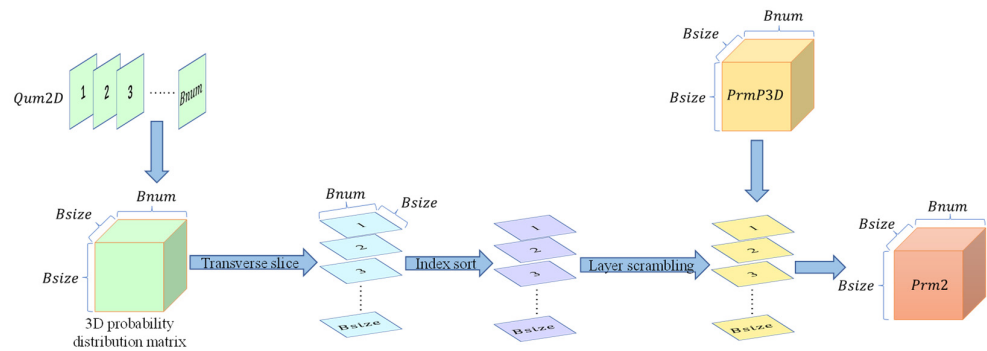 Qum2D
1
2
3
......
Bnum
Bsize
Bnum
Bsize
PrmP3D
Bnum
Bsize
Bsize
3D probability
distribution matrix
Transverse slice
Bnum
Bsize
1
2
3
Bsize
Index sort
1
2
3
Bsize
Layer scrambling
1
2
3
Bsize
Bnum
Bsize
Bsize
Prm2